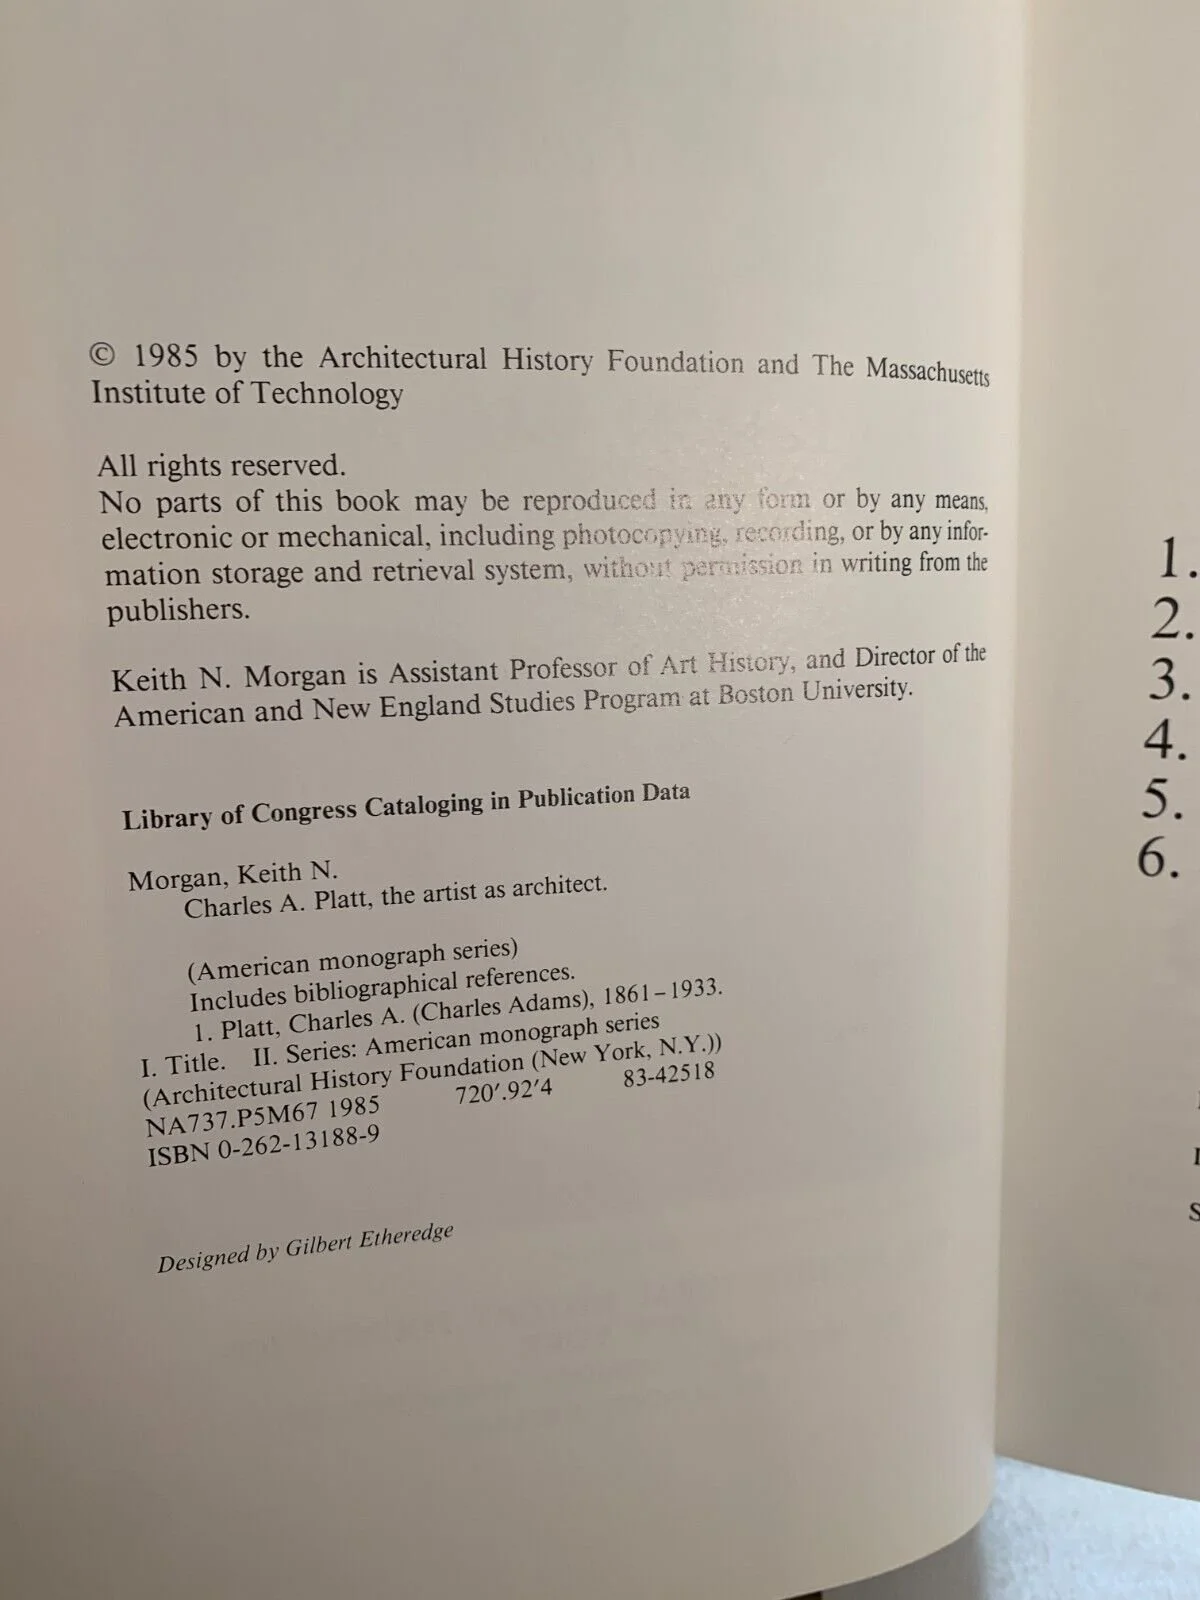 © 1985 by the Architectural History Foundation and The Massachusetts
Institute of Technology
All rights reserved.
No parts of this book may be reproduced in any form or by any means,
electronic or mechanical, including photocopying, recording, or by any infor-
mation storage and retrieval system, without permission in writing from the
publishers.
Keith N. Morgan is Assistant Professor of Art History, and Director of the
American and New England Studies Program at Boston University.
Library of Congress Cataloging in Publication Data
Morgan, Keith N.
Charles A. Platt, the artist as architect.
(American monograph series)
Includes bibliographical references.
1. Platt, Charles A. (Charles Adams), 1861–1933.
I. Title. II. Series: American monograph series
(Architectural History Foundation (New York, N.Y.))
NA737.P5M67 1985 720′.92′4 83-42518
ISBN 0-262-13188-9
Designed by Gilbert Etheredge
1.
2.
3.
4.
5.
6.